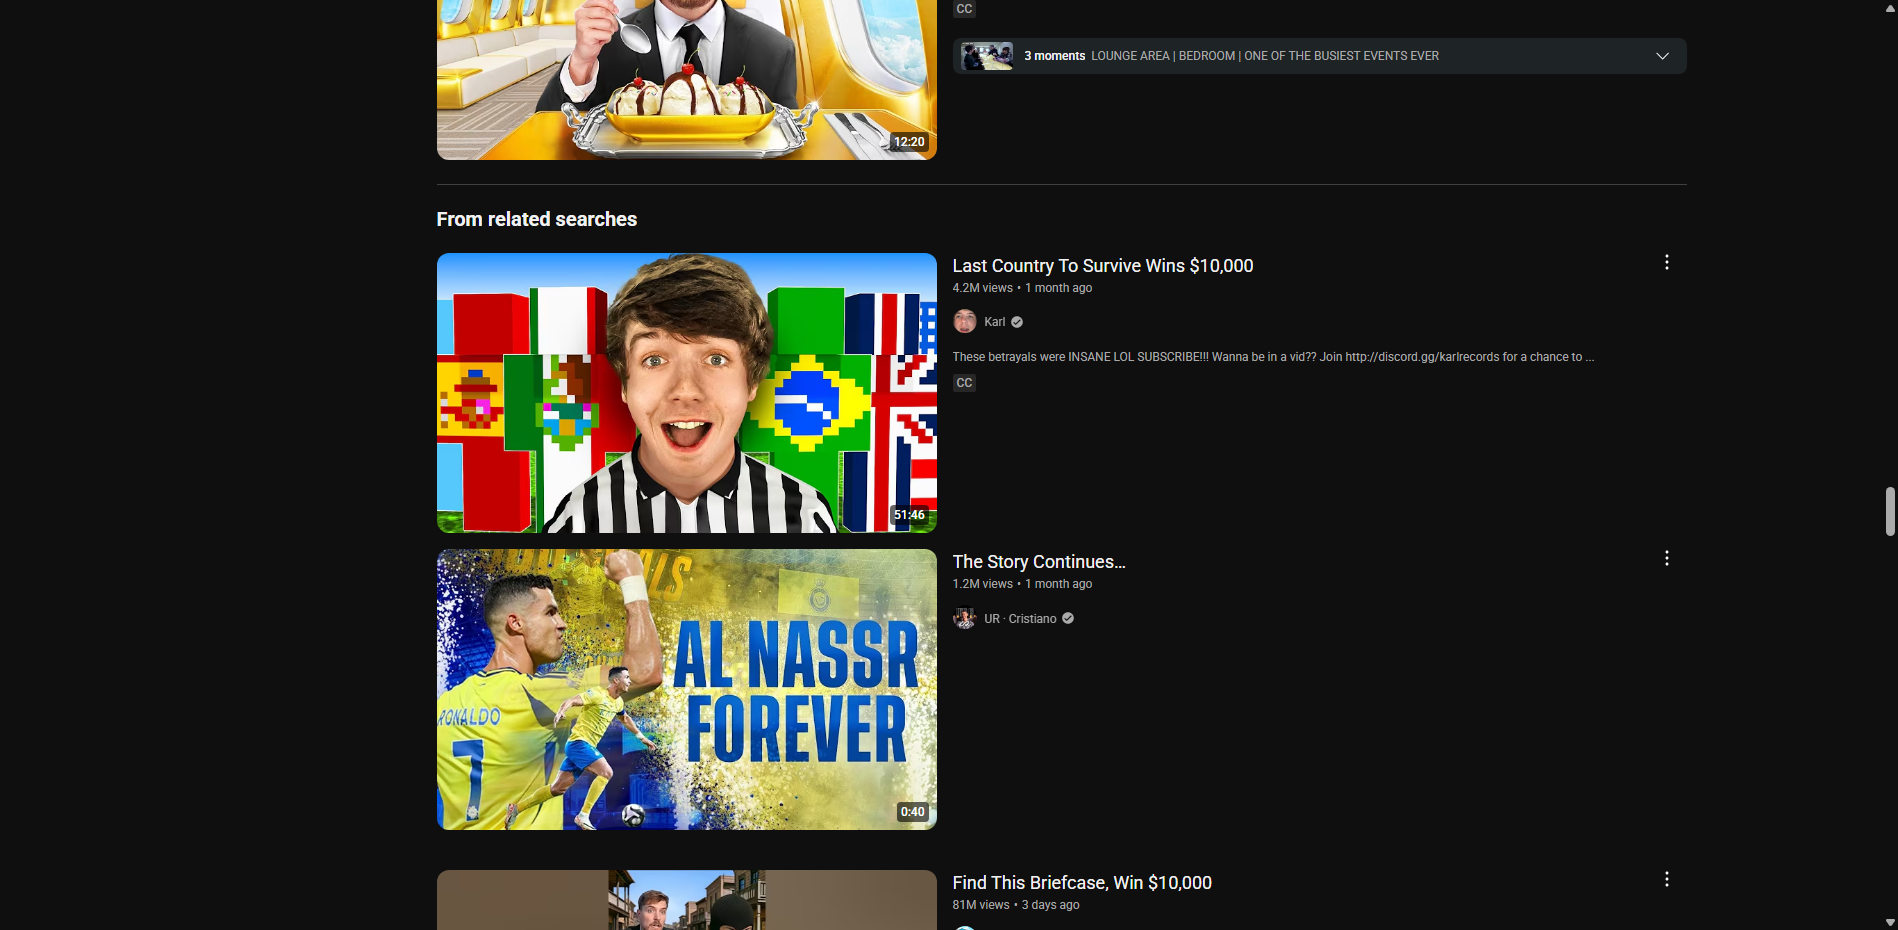 CC
3 moments LOUNGE AREA | BEDROOM | ONE OF THE BUSIEST EVENTS EVER
12:20
From related searches
Last Country To Survive Wins $10,000
4.2M views • 1 month ago
Karl
These betrayals were INSANE LOL SUBSCRIBE!!! Wanna be in a vid?? Join http://discord.gg/karlrecords for a chance to ...
CC
51:46
The Story Continues...
1.2M views • 1 month ago
UR · Cristiano
AL NASSR
FOREVER
RONALDO
7
0:40
Find This Briefcase, Win $10,000
81M views • 3 days ago